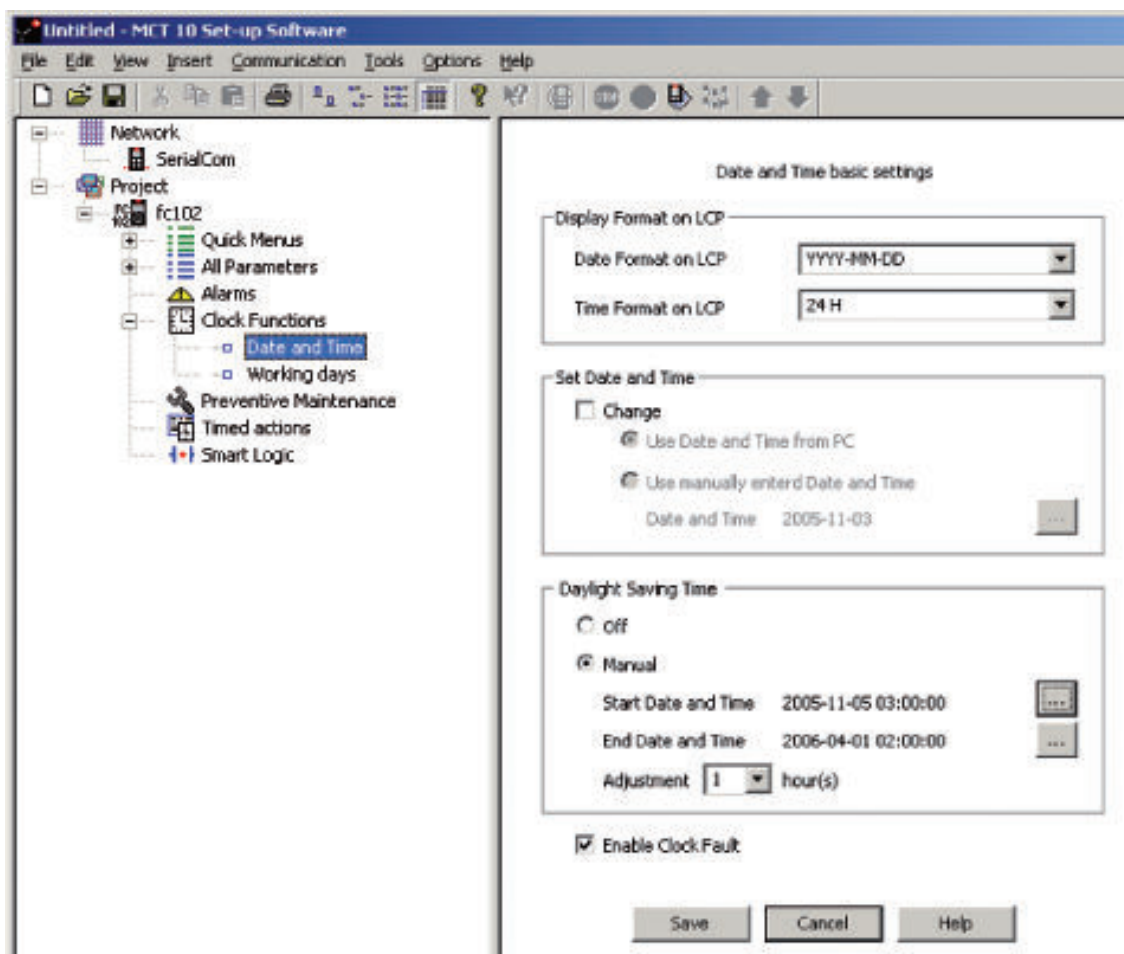 Untitled - MCT 10 Set-up Software
File Edit View Insert Communication Tools Options Help
Network
SerialCom
Project
FC
102
fc102
Quick Menus
All Parameters
Alarms
Clock Functions
Date and Time
Working days
Preventive Maintenance
Timed actions
Smart Logic
Date and Time basic settings
Display Format on LCP
Date Format on LCP YYYY-MM-DD
Time Format on LCP 24 H
Set Date and Time
Change
Use Date and Time from PC
Use manually enterd Date and Time
Date and Time 2005-11-03 ...
Daylight Saving Time
Off
Manual
Start Date and Time 2005-11-05 03:00:00 ...
End Date and Time 2006-04-01 02:00:00 ...
Adjustment 1 hour(s)
Enable Clock Fault
Save Cancel Help